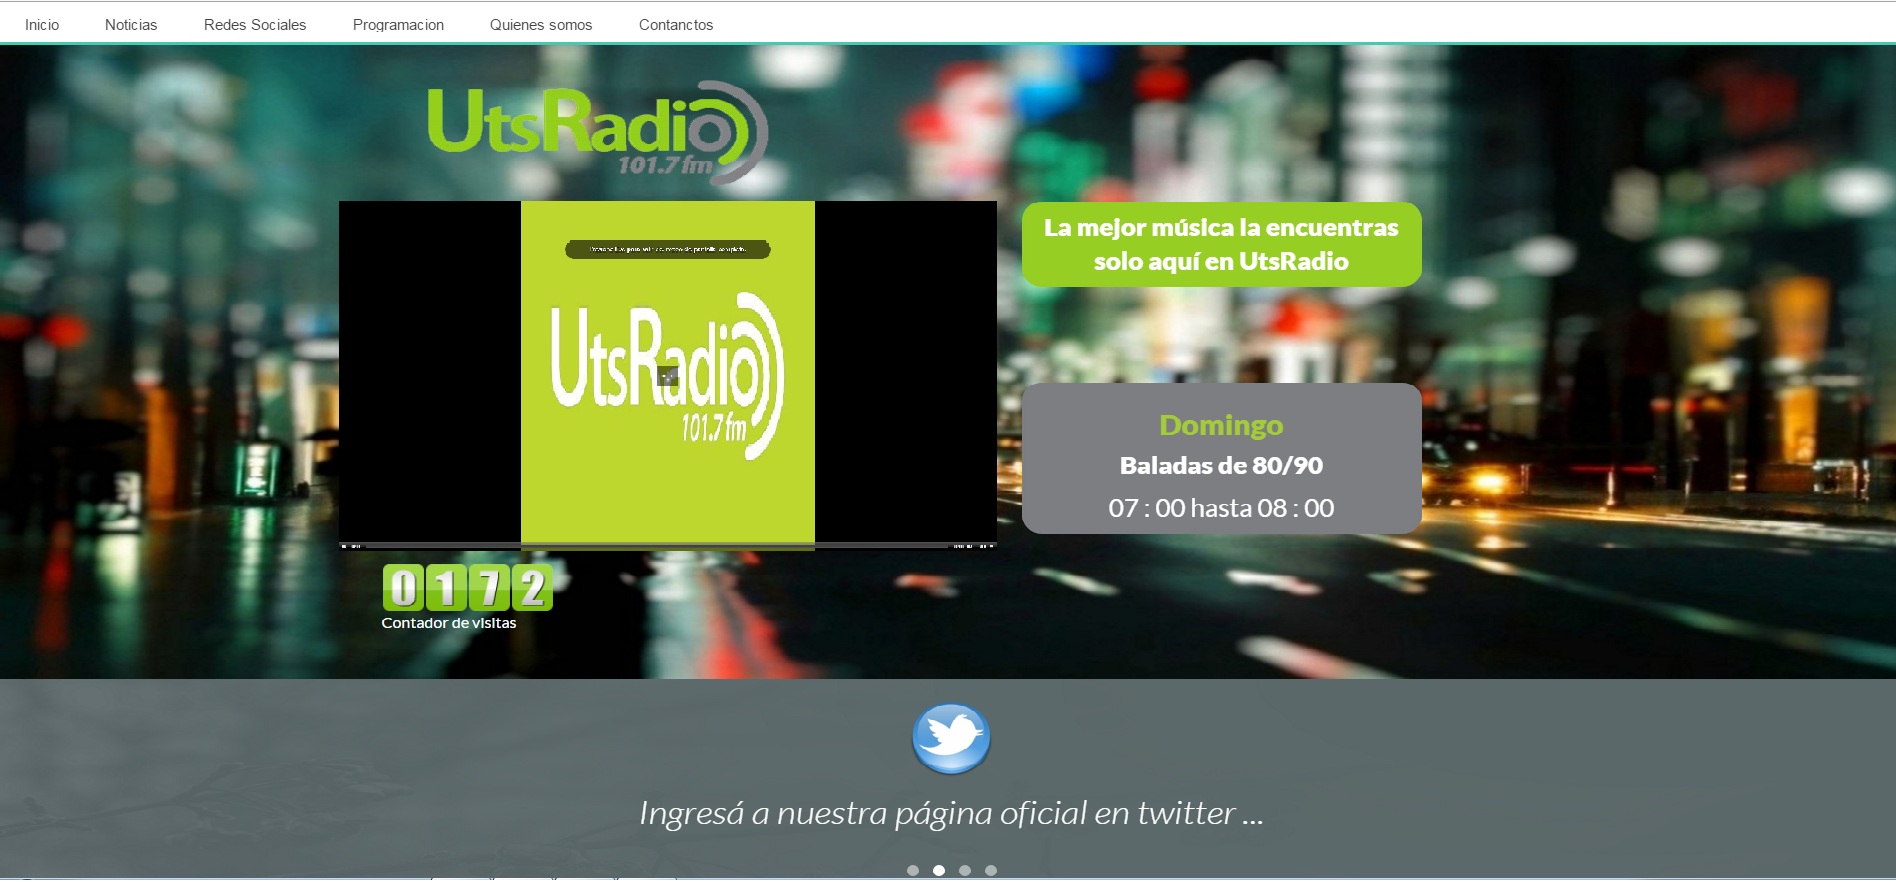 Inicio Noticias Redes Sociales Programacion Quienes somos Contanctos
UtsRadio
101.7 fm
La mejor música la encuentras
solo aquí en UtsRadio
UtsRadio
101.7 fm
Domingo
Baladas de 80/90
07 : 00 hasta 08 : 00
0172
Contador de visitas
Ingresá a nuestra página oficial en twitter ...